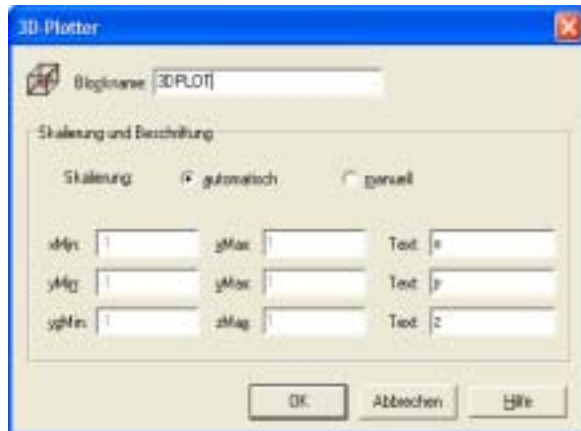 3D-Plotter
Blockname 3DPLOT
Skalierung und Beschriftung
Skalierung: automatisch manuell
xMin: 1 xMax: 1 Text: x
yMin: 1 yMax: 1 Text: y
1 zMax: 1 Text: z
OK Abbrechen Hilfe